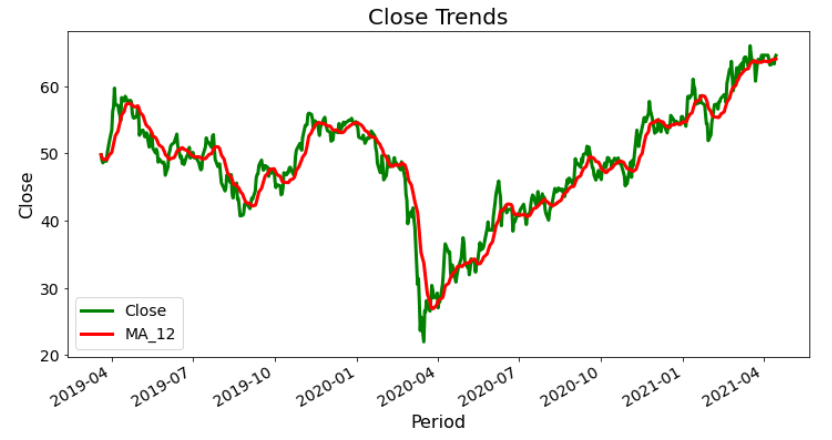 Close Trends
Close
60
50
40
30
20
Close
MA_12
2019-04
2019-07
2019-10
2020-01
2020-04
2020-07
2020-10
2021-01
2021-04
Period